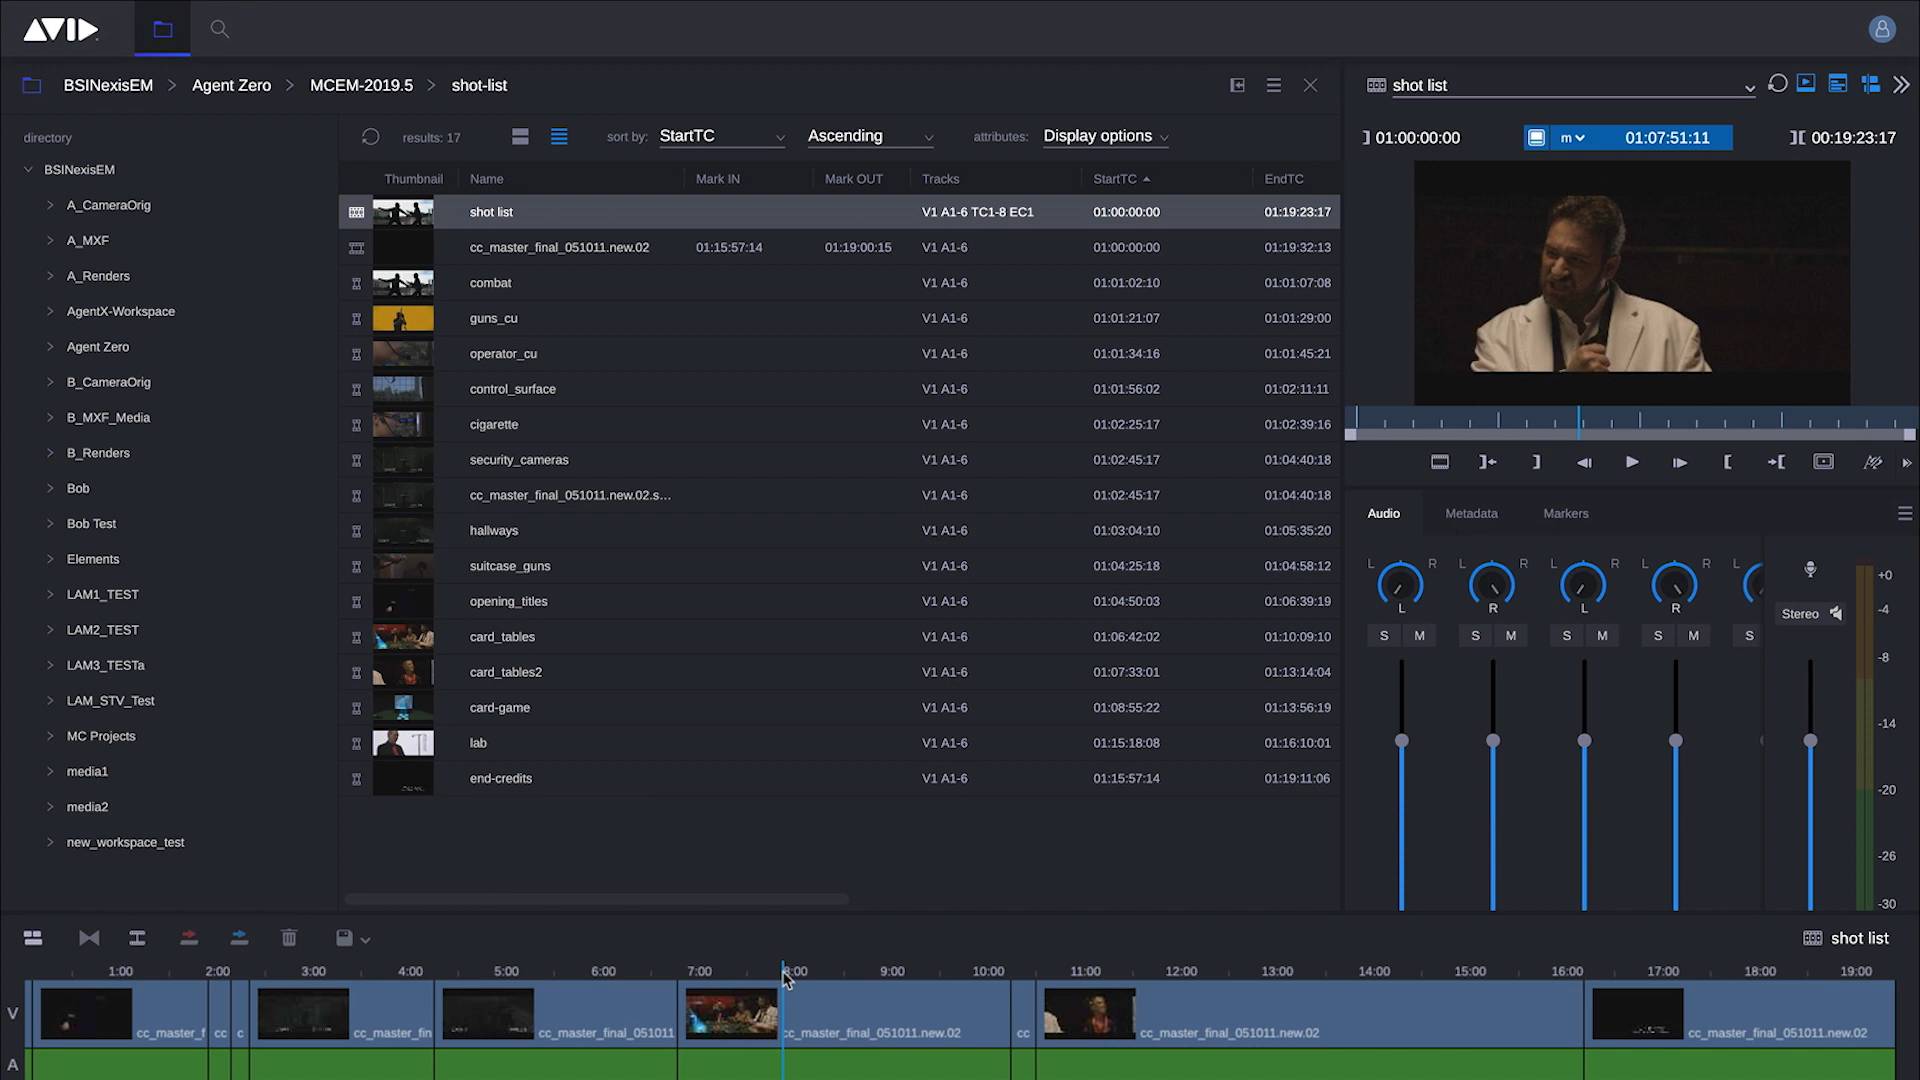 AVID
BSINexisEM > Agent Zero > MCEM-2019.5 > shot-list
shot list
directory
results: 17
sort by: StartTC Ascending
attributes: Display options
] 01:00:00:00 m 01:07:51:11 ][ 00:19:23:17
BSINexisEM
A_CameraOrig
A_MXF
A_Renders
AgentX-Workspace
Agent Zero
B_CameraOrig
B_MXF_Media
B_Renders
Bob
Bob Test
Elements
LAM1_TEST
LAM2_TEST
LAM3_TESTa
LAM_STV_Test
MC Projects
media1
media2
new_workspace_test
Thumbnail Name Mark IN Mark OUT Tracks StartTC EndTC
shot list V1 A1-6 TC1-8 EC1 01:00:00:00 01:19:23:17
cc_master_final_051011.new.02 01:15:57:14 01:19:00:15 V1 A1-6 01:00:00:00 01:19:32:13
combat V1 A1-6 01:01:02:10 01:01:07:08
guns_cu V1 A1-6 01:01:21:07 01:01:29:00
operator_cu V1 A1-6 01:01:34:16 01:01:45:21
control_surface V1 A1-6 01:01:56:02 01:02:11:11
cigarette V1 A1-6 01:02:25:17 01:02:39:16
security_cameras V1 A1-6 01:02:45:17 01:04:40:18
cc_master_final_051011.new.02.s... V1 A1-6 01:02:45:17 01:04:40:18
hallways V1 A1-6 01:03:04:10 01:05:35:20
suitcase_guns V1 A1-6 01:04:25:18 01:04:58:12
opening_titles V1 A1-6 01:04:50:03 01:06:39:19
card_tables V1 A1-6 01:06:42:02 01:10:09:10
card_tables2 V1 A1-6 01:07:33:01 01:13:14:04
card-game V1 A1-6 01:08:55:22 01:13:56:19
lab V1 A1-6 01:15:18:08 01:16:10:01
end-credits V1 A1-6 01:15:57:14 01:19:11:06
Audio Metadata Markers
L R L R L R L R L
L R L R
S M S M S M S M S
Stereo
+0
-4
-8
-14
-20
-26
-30
shot list
1:00 2:00 3:00 4:00 5:00 6:00 7:00 8:00 9:00 10:00 11:00 12:00 13:00 14:00 15:00 16:00 17:00 18:00 19:00
V
cc_master_f cc c cc_master_fin cc_master_final_051011 cc_master_final_051011.new.02 cc cc_master_final_051011.new.02 cc_master_final_051011.new.02
A